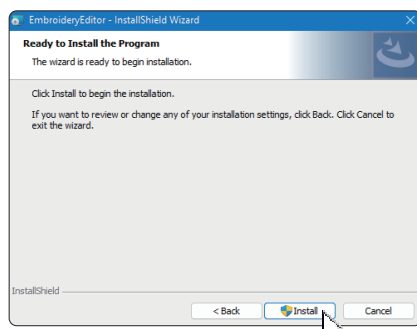 EmbroideryEditor - InstallShield Wizard
Ready to Install the Program
The wizard is ready to begin installation.
Click Install to begin the installation.
If you want to review or change any of your installation settings, click Back. Click Cancel to
exit the wizard.
InstallShield
< Back Install Cancel